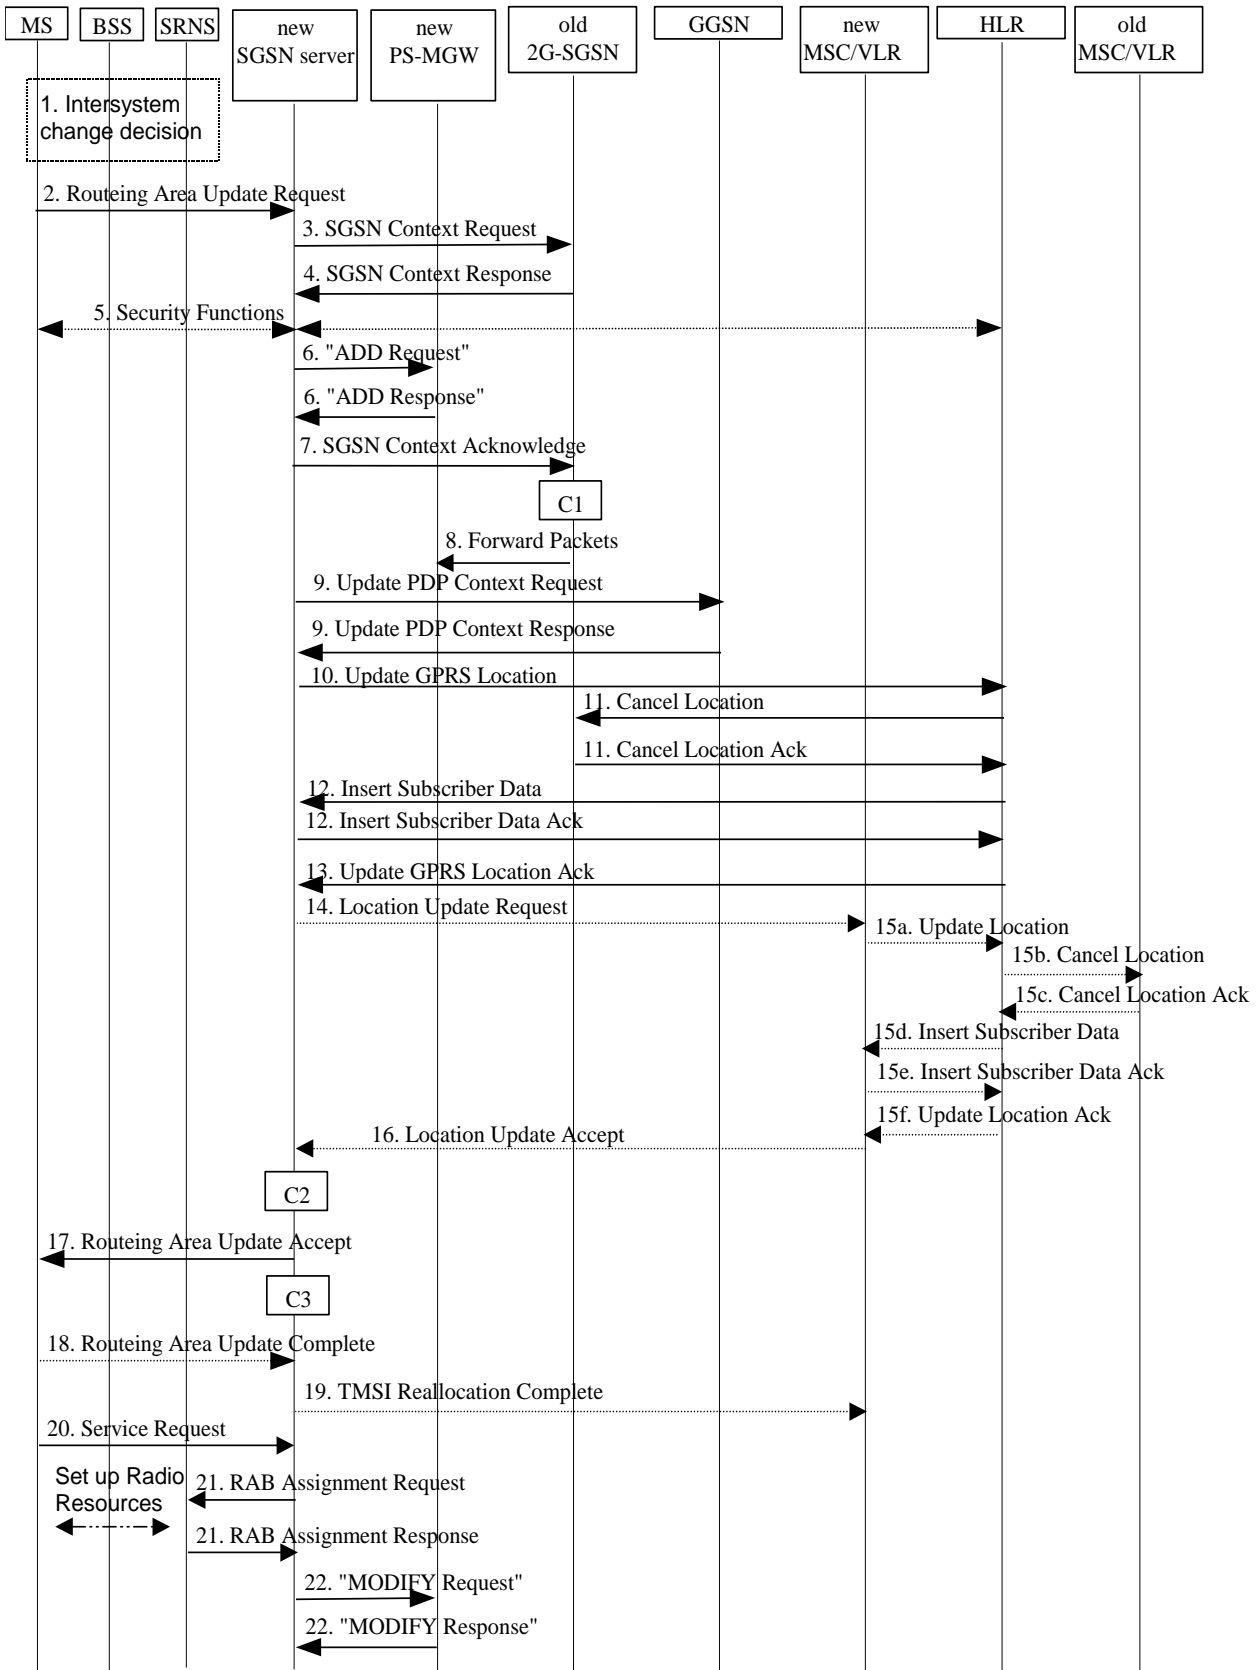 MS
BSS
SRNS
new
SGSN server
new
PS-MGW
old
2G-SGSN
GGSN
new
MSC/VLR
HLR
old
MSC/VLR
1. Intersystem
change decision
2. Routeing Area Update Request
3. SGSN Context Request
4. SGSN Context Response
5. Security Functions
6. "ADD Request"
6. "ADD Response"
7. SGSN Context Acknowledge
C1
8. Forward Packets
9. Update PDP Context Request
9. Update PDP Context Response
10. Update GPRS Location
11. Cancel Location
11. Cancel Location Ack
12. Insert Subscriber Data
12. Insert Subscriber Data Ack
13. Update GPRS Location Ack
14. Location Update Request
15a. Update Location
15b. Cancel Location
15c. Cancel Location Ack
15d. Insert Subscriber Data
15e. Insert Subscriber Data Ack
15f. Update Location Ack
16. Location Update Accept
C2
17. Routeing Area Update Accept
C3
18. Routeing Area Update Complete
19. TMSI Reallocation Complete
20. Service Request
Set up Radio
Resources
21. RAB Assignment Request
21. RAB Assignment Response
22. "MODIFY Request"
22. "MODIFY Response"